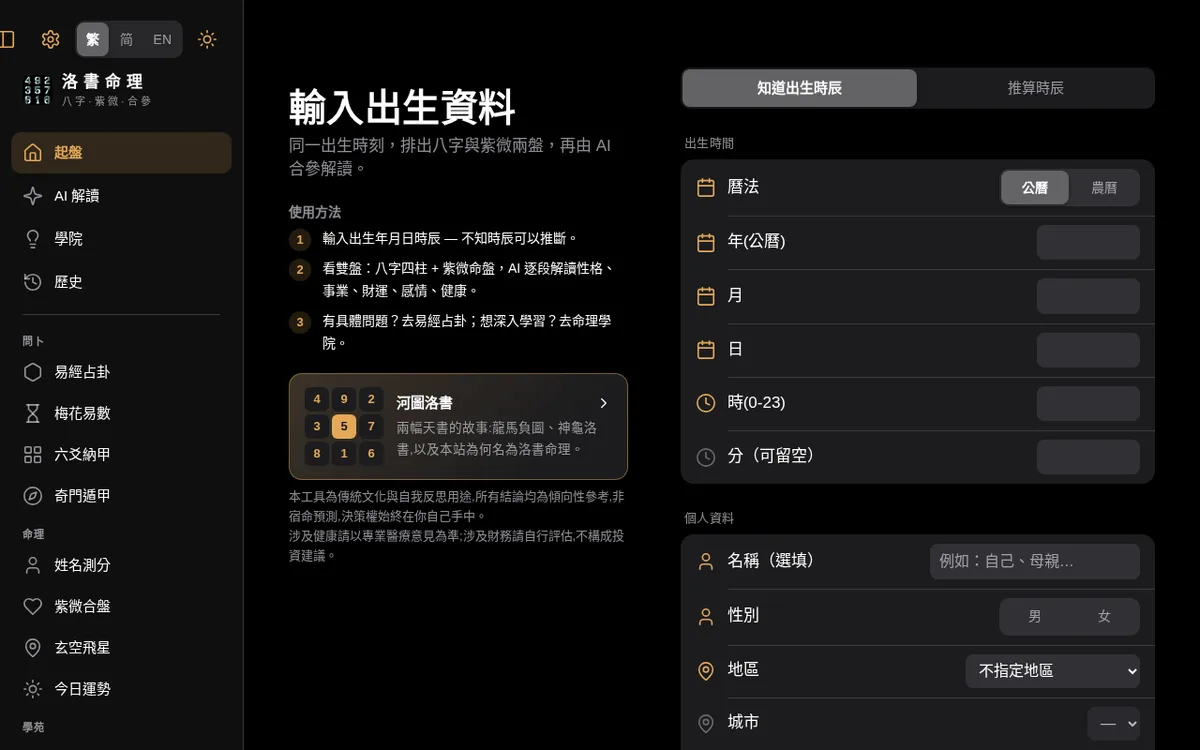 繁 简 EN
492
357
816
洛書命理
八字·紫微·合參
起盤
AI 解讀
學院
歷史
問卜
易經占卦
梅花易數
六爻納甲
奇門遁甲
命理
姓名測分
紫微合盤
玄空飛星
今日運勢
學苑
輸入出生資料
同一出生時刻，排出八字與紫微兩盤，再由 AI
合參解讀。
使用方法
1 輸入出生年月日時辰 — 不知時辰可以推斷。
2 看雙盤：八字四柱 + 紫微命盤，AI 逐段解讀性格、
事業、財運、感情、健康。
3 有具體問題？去易經占卦；想深入學習？去命理學
院。
4 9 2
3 5 7
8 1 6
河圖洛書
兩幅天書的故事:龍馬負圖、神龜洛
書,以及本站為何名為洛書命理。
本工具為傳統文化與自我反思用途,所有結論均為傾向性參考,非
宿命預測,決策權始終在你自己手中。
涉及健康請以專業醫療意見為準;涉及財務請自行評估,不構成投
資建議。
知道出生時辰 推算時辰
出生時間
曆法 公曆 農曆
年(公曆)
月
日
時(0-23)
分（可留空）
個人資料
名稱（選填） 例如：自己、母親…
性別 男 女
地區 不指定地區
城市 —